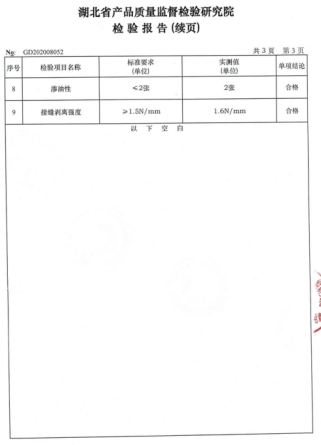 湖北省产品质量监督检验研究院
检验报告(续页)
№: GD202008052 共 3 页 第 3 页
序号 检验项目名称 标准要求(单位) 实测值(单位) 单项结论
8 渗油性 ≤2张 2张 合格
9 接缝剥离强度 ≥1.5N/mm 1.6N/mm 合格
以下空白